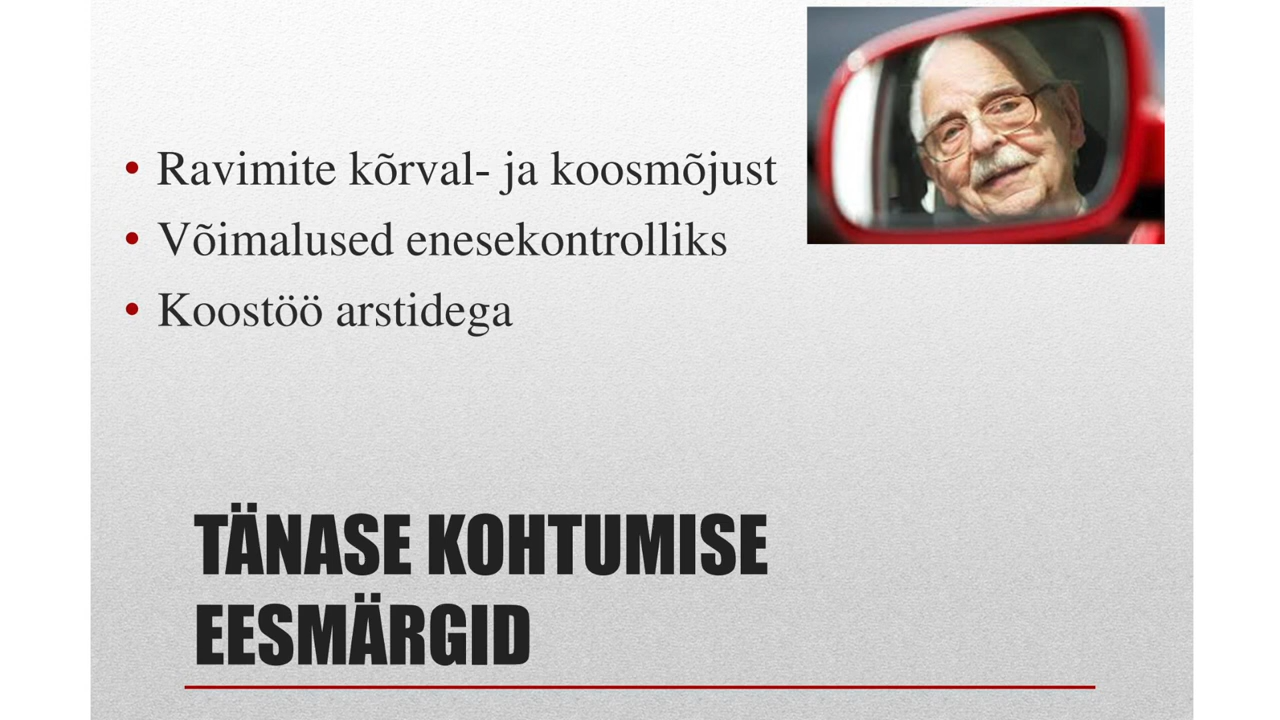 • Ravimite kõrval- ja koosmõjust
• Võimalused enesekontrolliks
• Koostöö arstidega
TÄNASE KOHTUMISE
EESMÄRGID